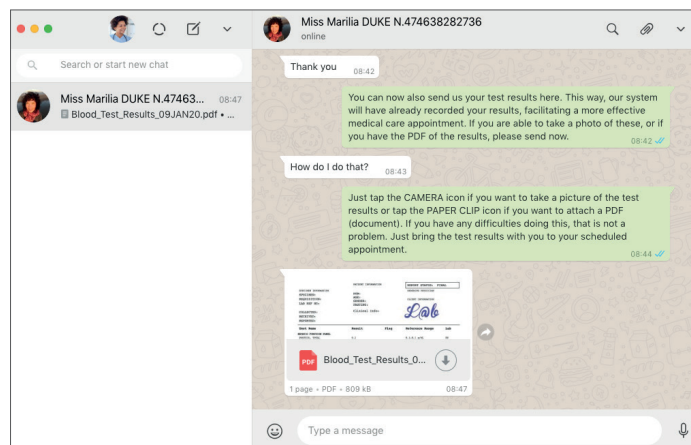 Miss Marilia DUKE N.474638282736
online
Search or start new chat
Miss Marilia DUKE N.47463... 08:47
Blood_Test_Results_09JAN20.pdf • ...
Thank you 08:42
You can now also send us your test results here. This way, our system
will have already recorded your results, facilitating a more effective
medical care appointment. If you are able to take a photo of these, or if
you have the PDF of the results, please send now.
08:42
How do I do that? 08:43
Just tap the CAMERA icon if you want to take a picture of the test
results or tap the PAPER CLIP icon if you want to attach a PDF
(document). If you have any difficulties doing this, that is not a
problem. Just bring the test results with you to your scheduled
appointment.
08:44
L@b
Test Name Result Flag Reference Range Lab
PDF Blood_Test_Results_0...
1 page • PDF • 809 kB 08:47
Type a message